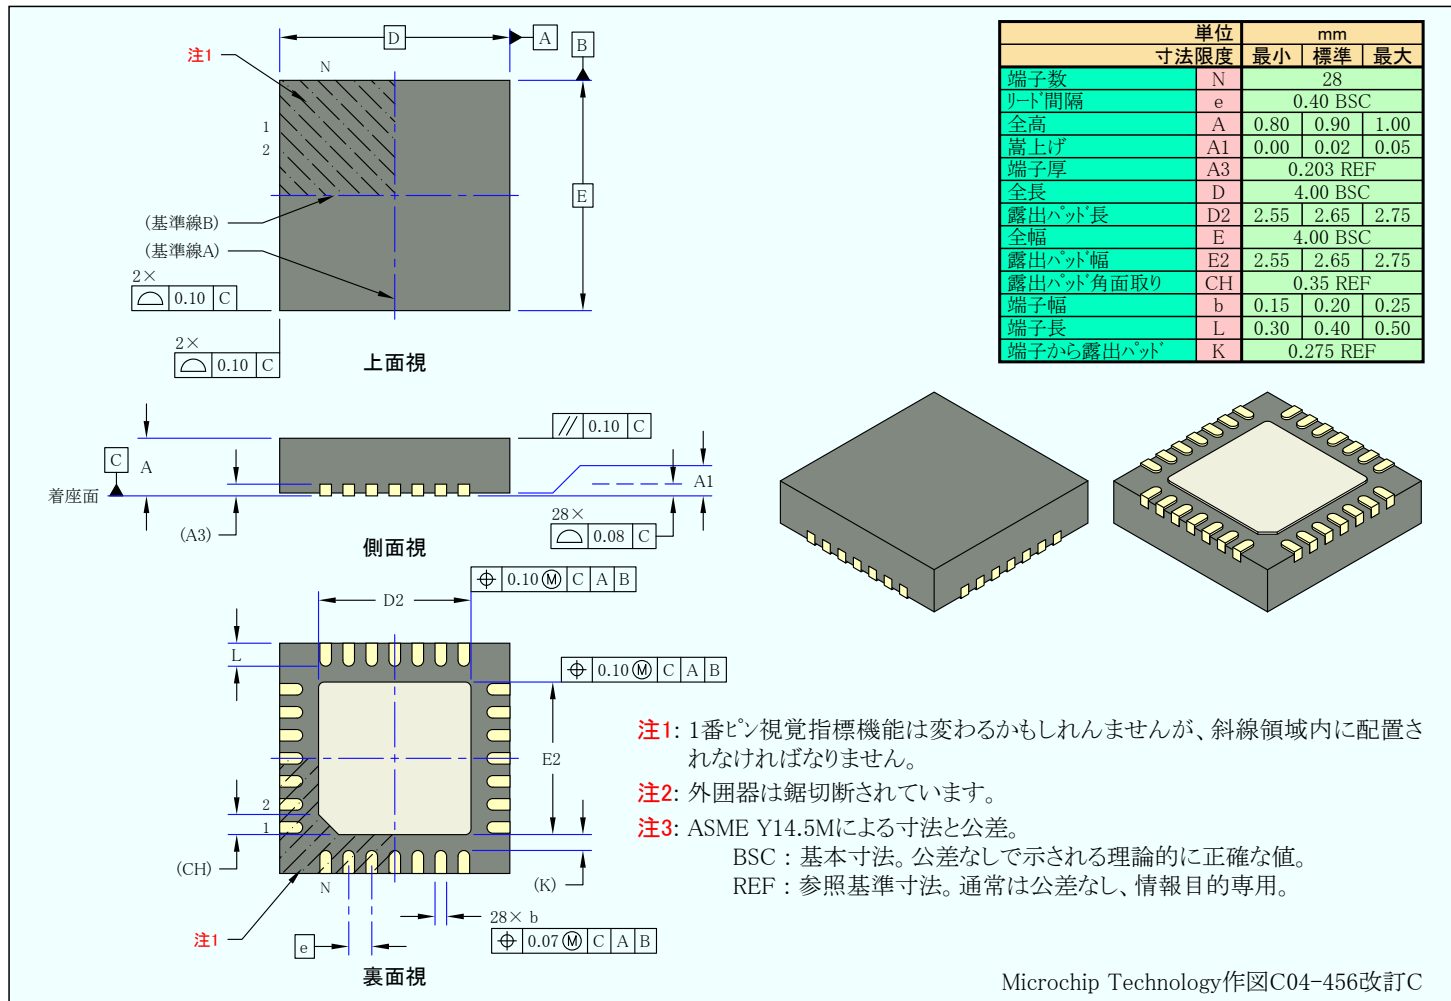 D
A
B
注1
N
1
2
E
(基準線B)
(基準線A)
2×
0.10 C
2×
0.10 C
上面視
単位 mm
寸法限度 最小 標準 最大
端子数 N 28
リード間隔 e 0.40 BSC
全高 A 0.80 0.90 1.00
嵩上げ A1 0.00 0.02 0.05
端子厚 A3 0.203 REF
全長 D 4.00 BSC
露出パッド長 D2 2.55 2.65 2.75
全幅 E 4.00 BSC
露出パッド幅 E2 2.55 2.65 2.75
露出パッド角面取り CH 0.35 REF
端子幅 b 0.15 0.20 0.25
端子長 L 0.30 0.40 0.50
端子から露出パッド K 0.275 REF
// 0.10 C
C
A
A1
着座面
(A3)
28×
0.08 C
側面視
⌖ 0.10 Ⓜ C A B
D2
L
⌖ 0.10 Ⓜ C A B
E2
2
1
(CH)
N
(K)
注1
e
28× b
⌖ 0.07 Ⓜ C A B
裏面視
注1: 1番ピン視覚指標機能は変わるかもしれんませんが、斜線領域内に配置さ
れなければなりません。
注2: 外囲器は鋸切断されています。
注3: ASME Y14.5Mによる寸法と公差。
BSC : 基本寸法。公差なしで示される理論的に正確な値。
REF : 参照基準寸法。通常は公差なし、情報目的専用。
Microchip Technology作図C04-456改訂C